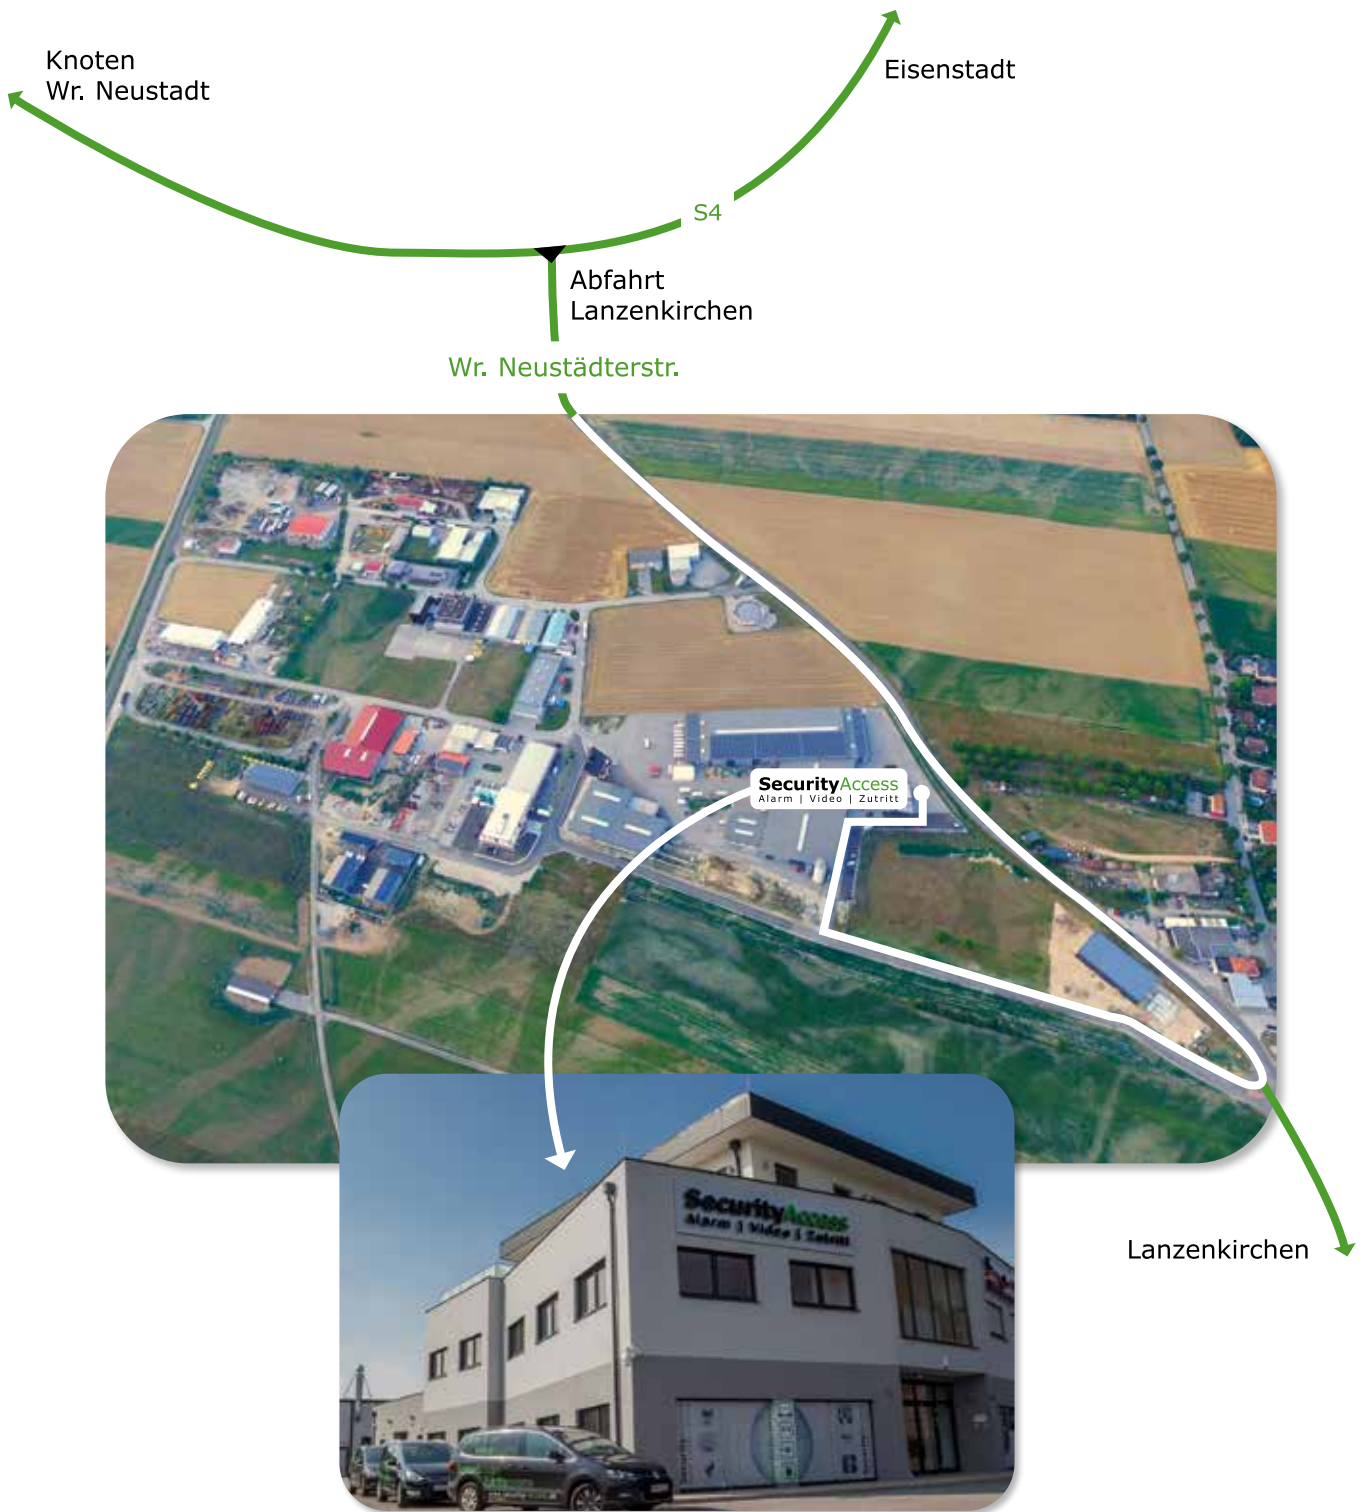 Knoten
Wr. Neustadt
Eisenstadt
S4
Abfahrt
Lanzenkirchen
Wr. Neustädterstr.
SecurityAccess
Alarm | Video | Zutritt
SecurityAccess
Alarm | Video | Zutritt
Lanzenkirchen